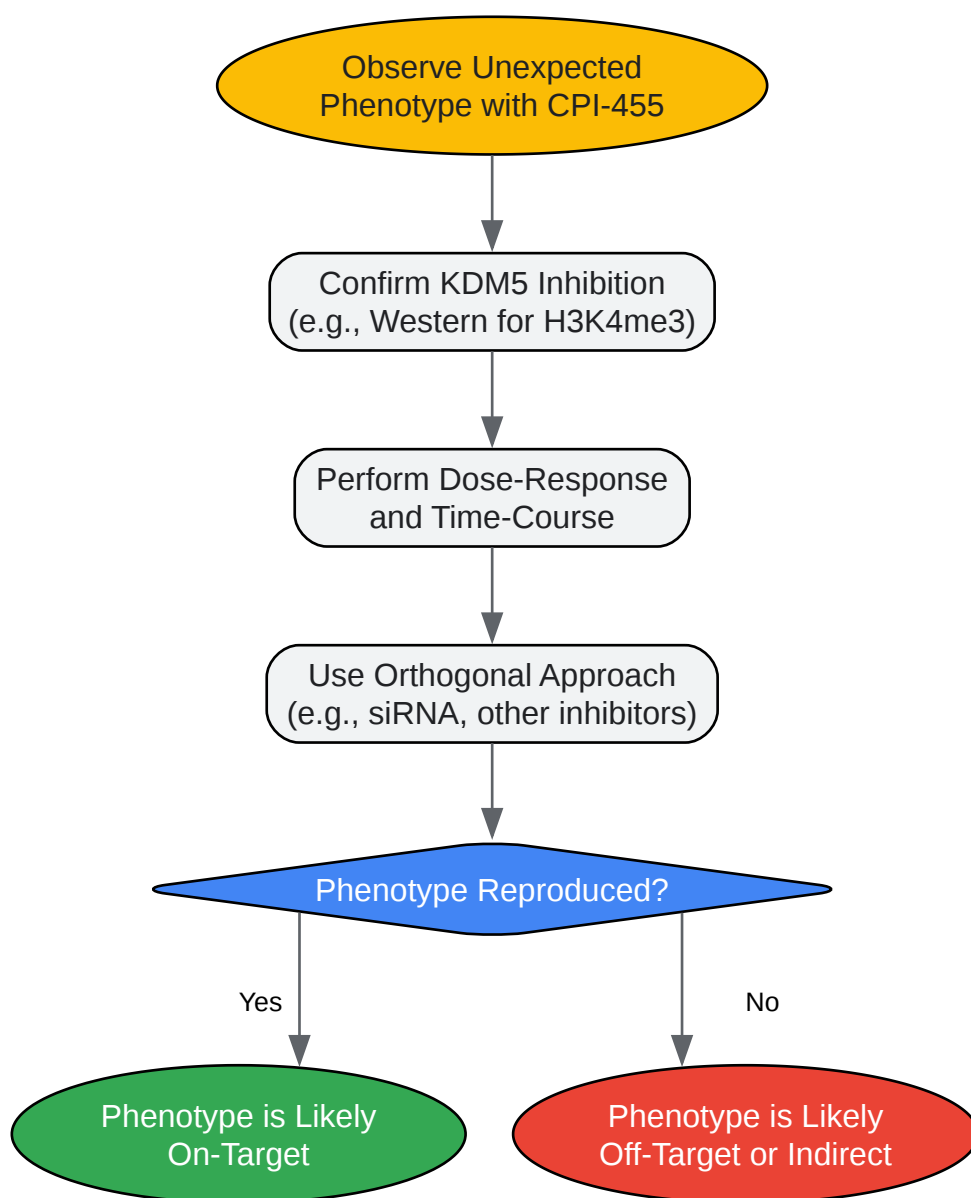 Observe Unexpected
Phenotype with CPI-455
Confirm KDM5 Inhibition
(e.g., Western for H3K4me3)
Perform Dose-Response
and Time-Course
Use Orthogonal Approach
(e.g., siRNA, other inhibitors)
Phenotype Reproduced?
Yes
No
Phenotype is Likely
On-Target
Phenotype is Likely
Off-Target or Indirect